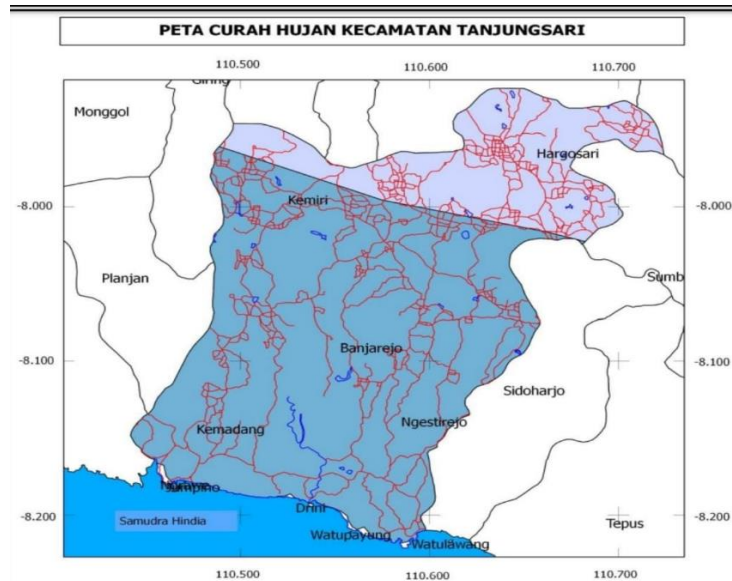 PETA CURAH HUJAN KECAMATAN TANJUNGSARI
110.500
110.600
110.700
Giring
Monggol
Hargosari
-8.000
-8.000
Kemiri
Planjan
Sumb
-8.100
-8.100
Banjarejo
Sidoharjo
Kemadang
Ngestirejo
Drini
-8.200
-8.200
Samudra Hindia
Watupayung
Tepus
Watulawang
110.500
110.600
110.700